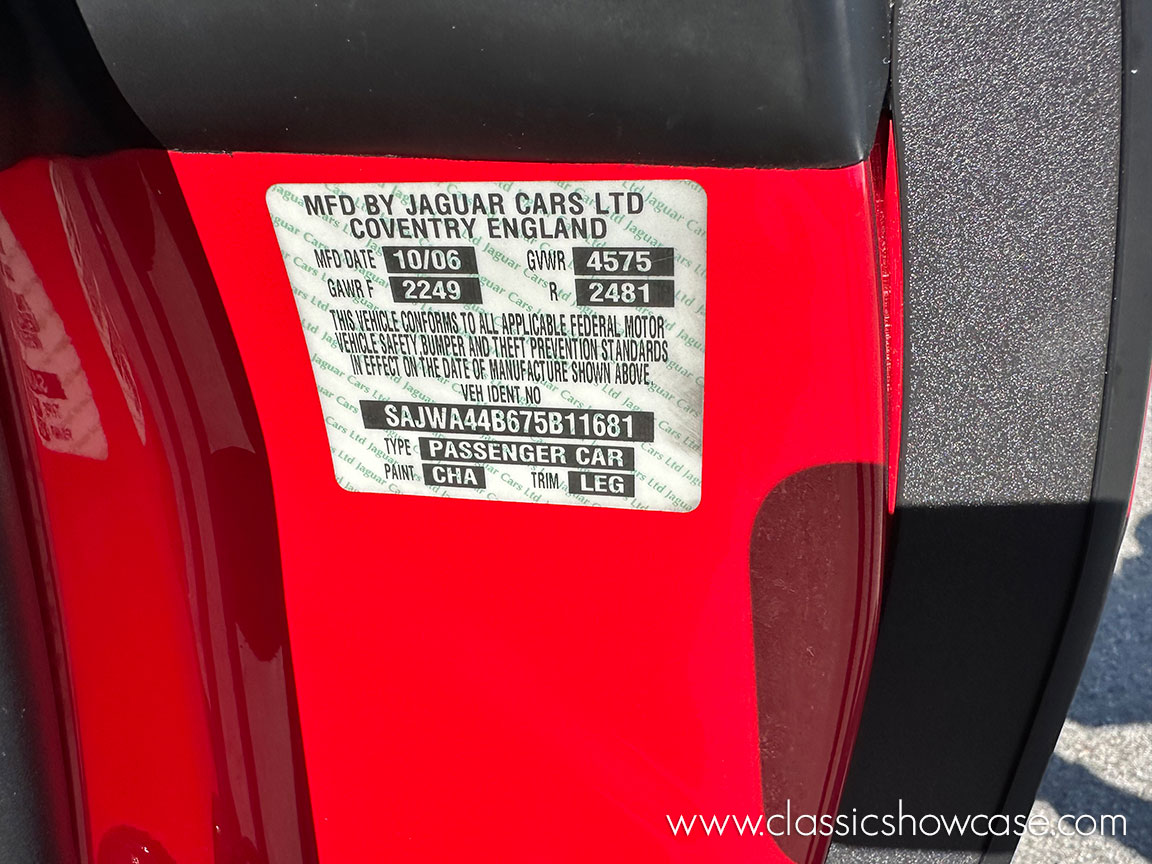 MFD BY JAGUAR CARS LTD
COVENTRY ENGLAND
MFD DATE 10/06 GVWR 4575
GAWR F 2249 R 2481
THIS VEHICLE CONFORMS TO ALL APPLICABLE FEDERAL MOTOR
VEHICLE SAFETY BUMPER AND THEFT PREVENTION STANDARDS
IN EFFECT ON THE DATE OF MANUFACTURE SHOWN ABOVE
VEH IDENT NO
SAJWA44B675B11681
TYPE PASSENGER CAR
PAINT CHA TRIM LEG
www.classicshowcase.com